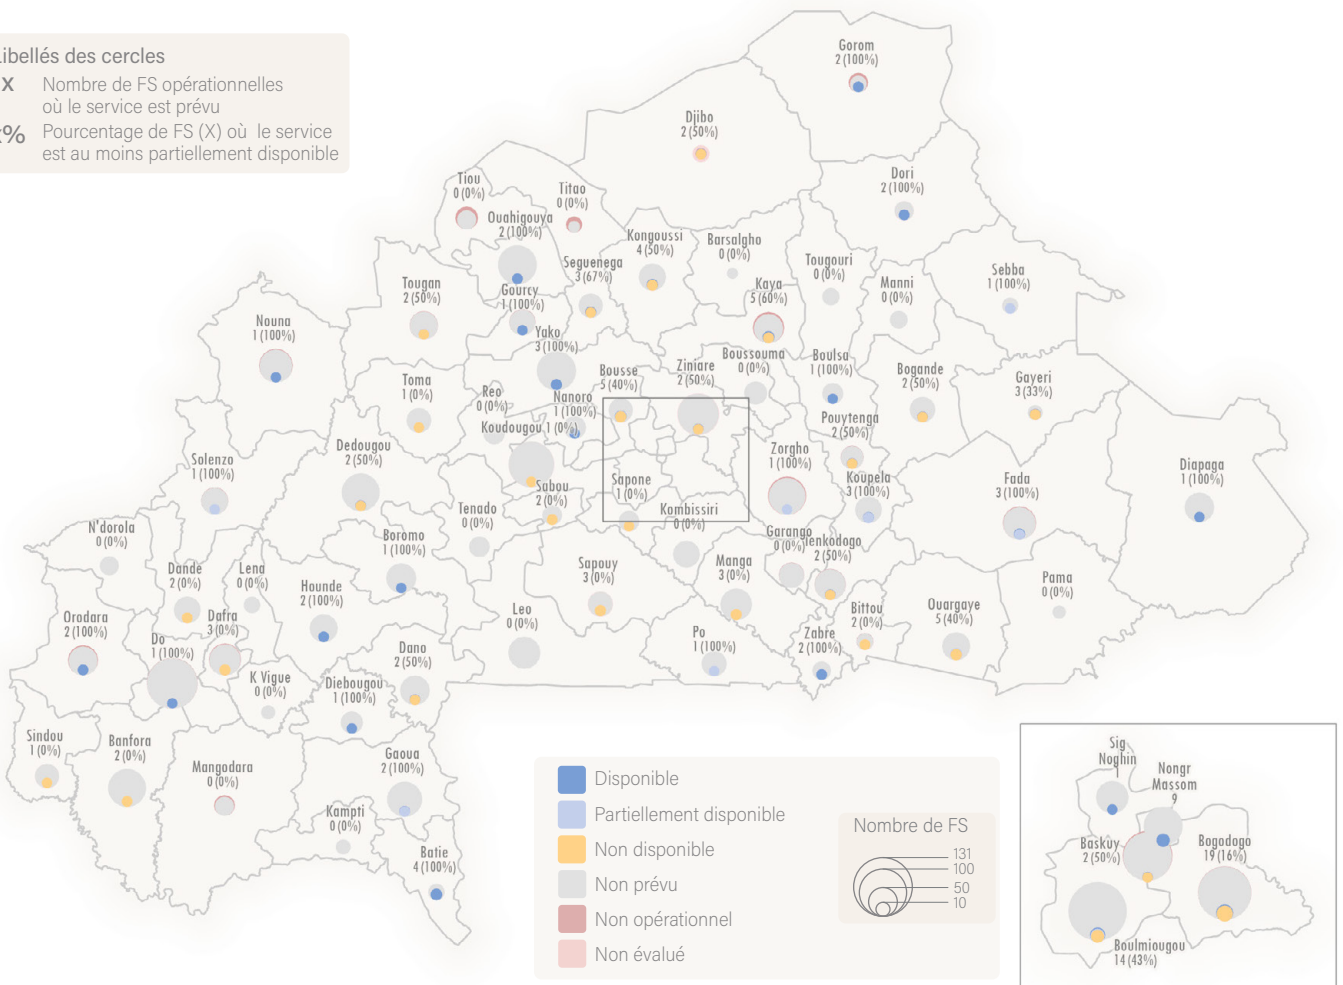 Libellés des cercles
X Nombre de FS opérationnelles
où le service est prévu
% Pourcentage de FS (X) où le service
est au moins partiellement disponible
Gorom
2 (100%)
Djibo
2 (50%)
Dori
2 (100%)
Tiou
0 (0%)
Titao
0 (0%)
Ouahigouya
2 (100%)
Kongoussi
4 (50%)
Barsalgho
0 (0%)
Tougouri
0 (0%)
Manni
0 (0%)
Sebba
1 (100%)
Seguenega
3 (67%)
Tougan
2 (50%)
Gourcy
1 (100%)
Kaya
5 (60%)
Nouna
1 (100%)
Yako
3 (100%)
Toma
1 (0%)
Reo
0 (0%)
Nanoro
1 (100%)
Bousse
5 (40%)
Ziniare
2 (50%)
Boussouma
0 (0%)
Boulsa
1 (100%)
Bogande
2 (50%)
Gayeri
3 (33%)
Koudougou 1 (0%)
Pouytenga
2 (50%)
Dedougou
2 (50%)
Solenzo
1 (100%)
Zorgho
1 (100%)
Koupela
3 (100%)
Fada
3 (100%)
Diapaga
1 (100%)
Sabou
2 (0%)
Sapone
1 (0%)
Tenado
0 (0%)
Kombissiri
0 (0%)
N'dorola
0 (0%)
Boromo
1 (100%)
Garango
0 (0%)
Tenkodogo
2 (50%)
Dande
2 (0%)
Lena
0 (0%)
Hounde
2 (100%)
Sapouy
3 (0%)
Manga
3 (0%)
Pama
0 (0%)
Orodara
2 (100%)
Do
1 (100%)
Dafra
3 (0%)
Leo
0 (0%)
Bittou
2 (0%)
Ouargaye
5 (40%)
Po
1 (100%)
Zabre
2 (100%)
Dano
2 (50%)
K Vigue
0 (0%)
Diebougou
1 (100%)
Sindou
1 (0%)
Banfora
2 (0%)
Mangodara
0 (0%)
Gaoua
2 (100%)
Kampti
0 (0%)
Batie
4 (100%)
Disponible
Partiellement disponible
Non disponible
Non prévu
Non opérationnel
Non évalué
Nombre de FS
131
100
50
10
Sig
Noghin
1
Nongr
Massom
9
Baskuy
2 (50%)
Bogodogo
19 (16%)
Boulmiougou
14 (43%)